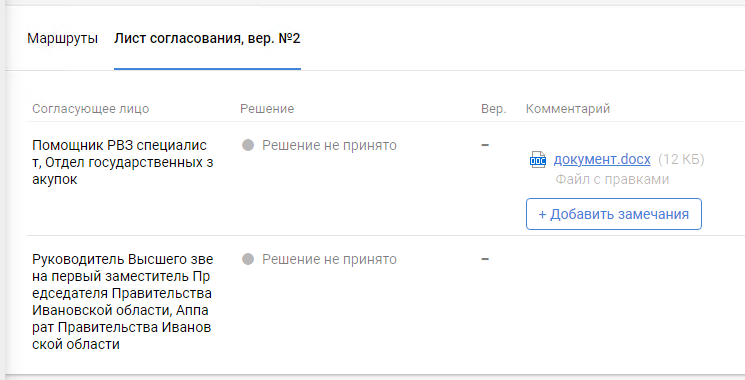 Маршруты Лист согласования, вер. №2
Согласующее лицо Решение Вер. Комментарий
Помощник РВЗ специалис Решение не принято –
т, Отдел государственных з DOC документ.docx (12 КБ)
акупок Файл с правками
+ Добавить замечания
Руководитель Высшего зве Решение не принято –
на первый заместитель Пр
едседателя Правительства
Ивановской области, Аппа
рат Правительства Иванов
ской области